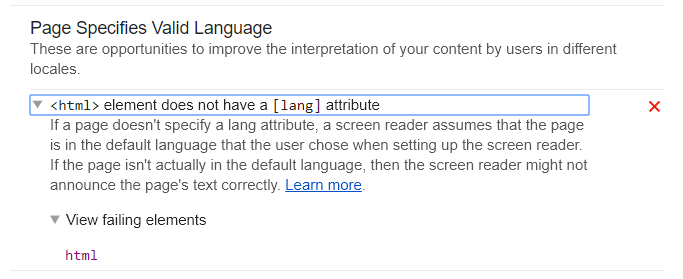 Page Specifies Valid Language
These are opportunities to improve the interpretation of your content by users in different
locales.
<html> element does not have a [lang] attribute
If a page doesn't specify a lang attribute, a screen reader assumes that the page
is in the default language that the user chose when setting up the screen reader.
If the page isn't actually in the default language, then the screen reader might not
announce the page's text correctly. Learn more.
View failing elements
html